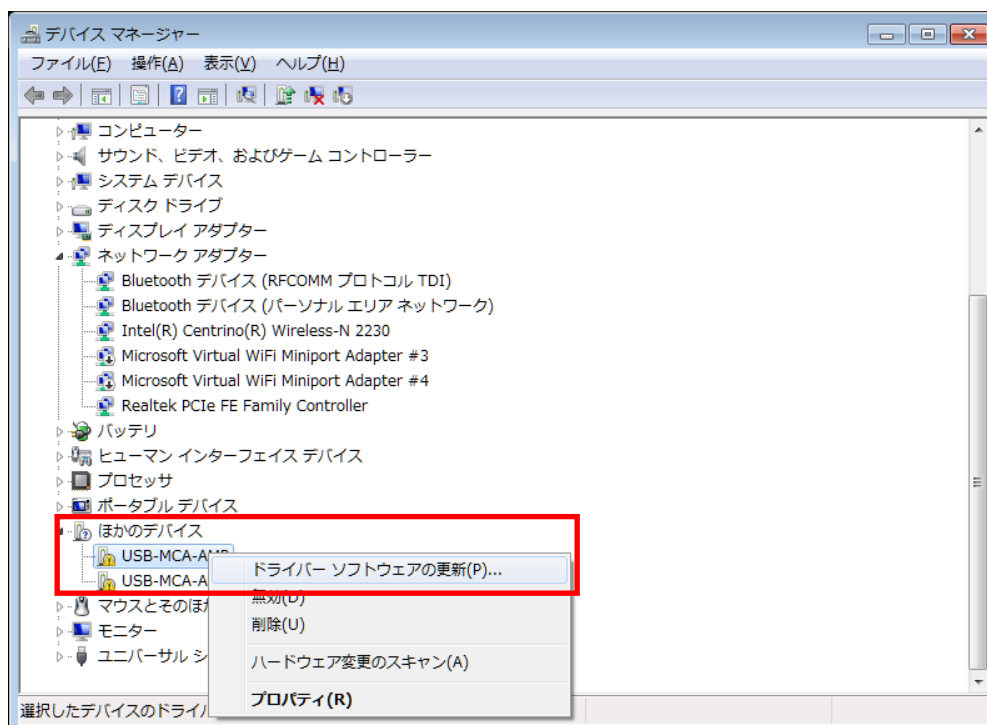 デバイス マネージャー
ファイル(F) 操作(A) 表示(V) ヘルプ(H)
コンピューター
サウンド、ビデオ、およびゲーム コントローラー
システム デバイス
ディスク ドライブ
ディスプレイ アダプター
ネットワーク アダプター
Bluetooth デバイス (RFCOMM プロトコル TDI)
Bluetooth デバイス (パーソナル エリア ネットワーク)
Intel(R) Centrino(R) Wireless-N 2230
Microsoft Virtual WiFi Miniport Adapter #3
Microsoft Virtual WiFi Miniport Adapter #4
Realtek PCIe FE Family Controller
バッテリ
ヒューマン インターフェイス デバイス
プロセッサ
ポータブル デバイス
ほかのデバイス
USB-MCA-AMP
ドライバー ソフトウェアの更新(P)...
USB-MCA-A
無効(D)
マウスとそのほか
削除(U)
モニター
ユニバーサル シ
ハードウェア変更のスキャン(A)
プロパティ(R)
選択したデバイスのドライバ